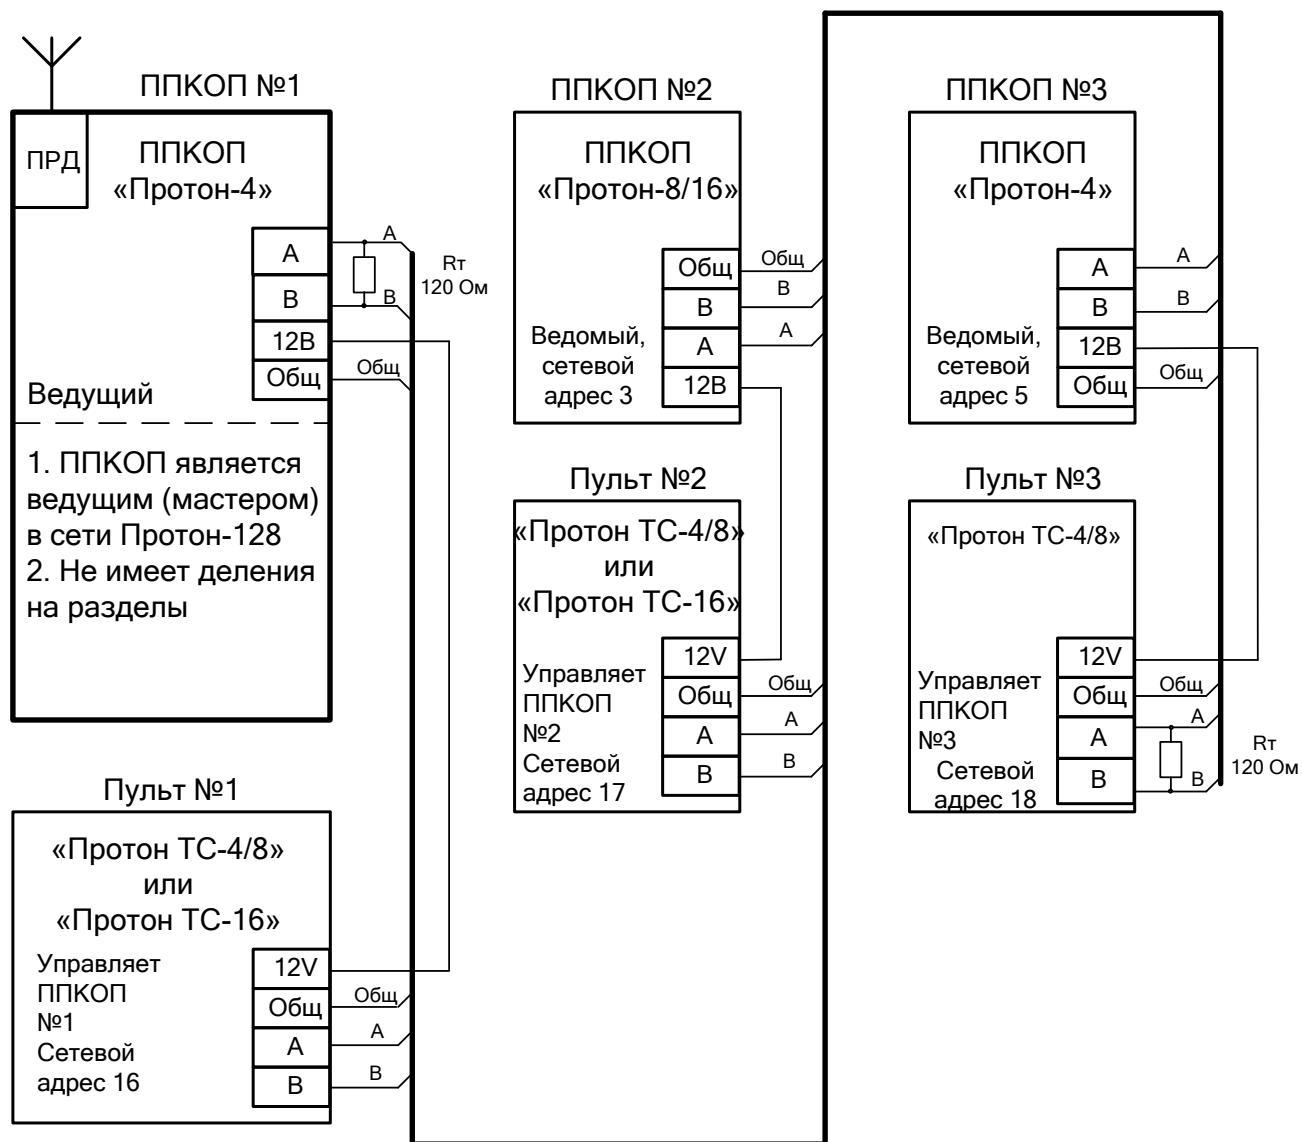 ППКОП №1
ПРД
ППКОП
«Протон-4»
А
В
12В
Общ
А
В
Общ
Rт
120 Ом
Ведущий
1. ППКОП является
ведущим (мастером)
в сети Протон-128
2. Не имеет деления
на разделы
Пульт №1
«Протон ТС-4/8»
или
«Протон ТС-16»
Управляет
ППКОП
№1
Сетевой
адрес 16
12V
Общ
А
В
Общ
А
В
ППКОП №2
ППКОП
«Протон-8/16»
Ведомый,
сетевой
адрес 3
Общ
В
А
12В
Общ
В
А
Пульт №2
«Протон ТС-4/8»
или
«Протон ТС-16»
Управляет
ППКОП
№2
Сетевой
адрес 17
12V
Общ
А
В
Общ
А
В
ППКОП №3
ППКОП
«Протон-4»
Ведомый,
сетевой
адрес 5
А
В
12В
Общ
А
В
Общ
Пульт №3
«Протон ТС-4/8»
Управляет
ППКОП
№3
Сетевой
адрес 18
12V
Общ
А
В
Общ
А
В
Rт
120 Ом